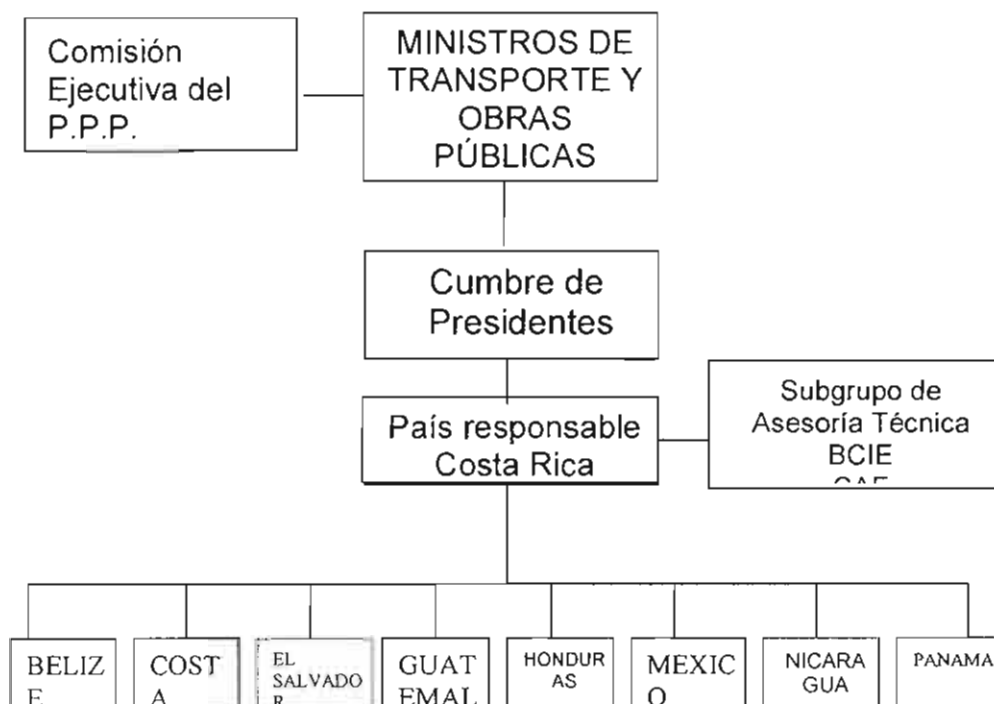 Comisión
Ejecutiva del
P.P.P.
MINISTROS DE
TRANSPORTE Y
OBRAS
PÚBLICAS
Cumbre de
Presidentes
País responsable
Costa Rica
Subgrupo de
Asesoría Técnica
BCIE
BELIZ
E
COST
A
EL
SALVADO
R
GUAT
EMAL
HONDUR
AS
MEXIC
O
NICARA
GUA
PANAMA